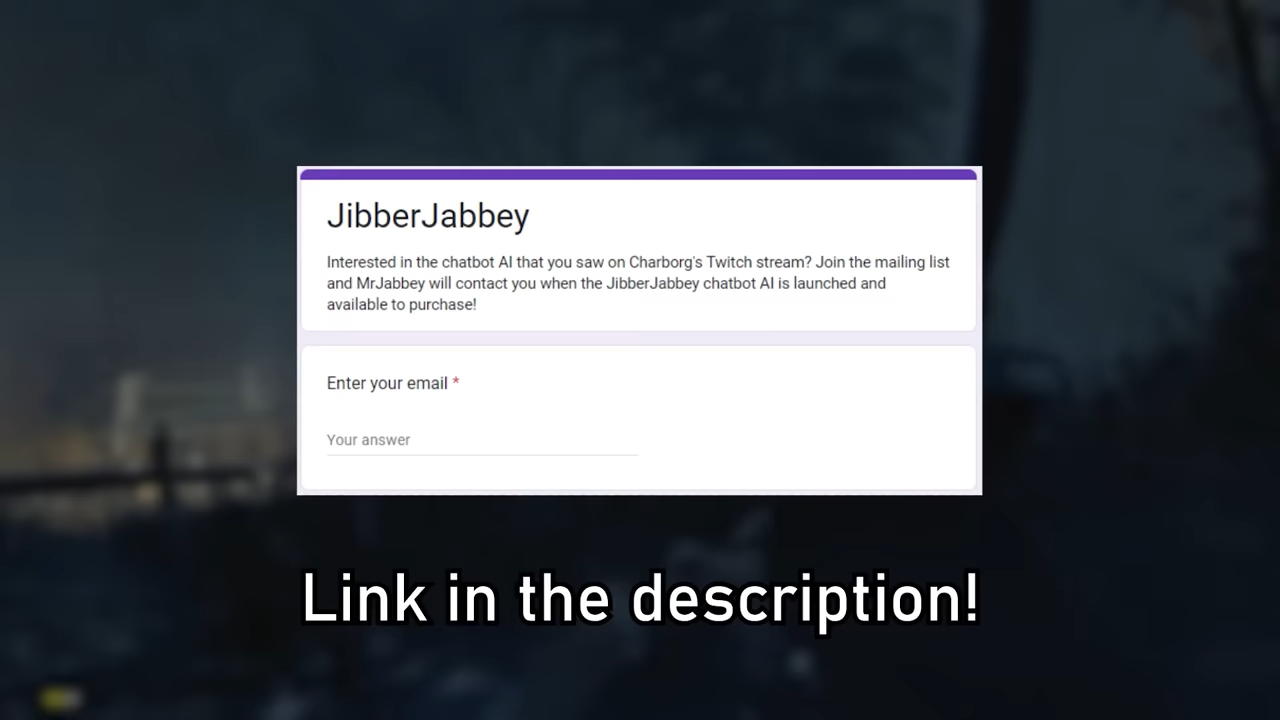 JibberJabbey
Interested in the chatbot AI that you saw on Charborg's Twitch stream? Join the mailing list
and MrJabbey will contact you when the JibberJabbey chatbot AI is launched and
available to purchase!
Enter your email *
Your answer
Link in the description!